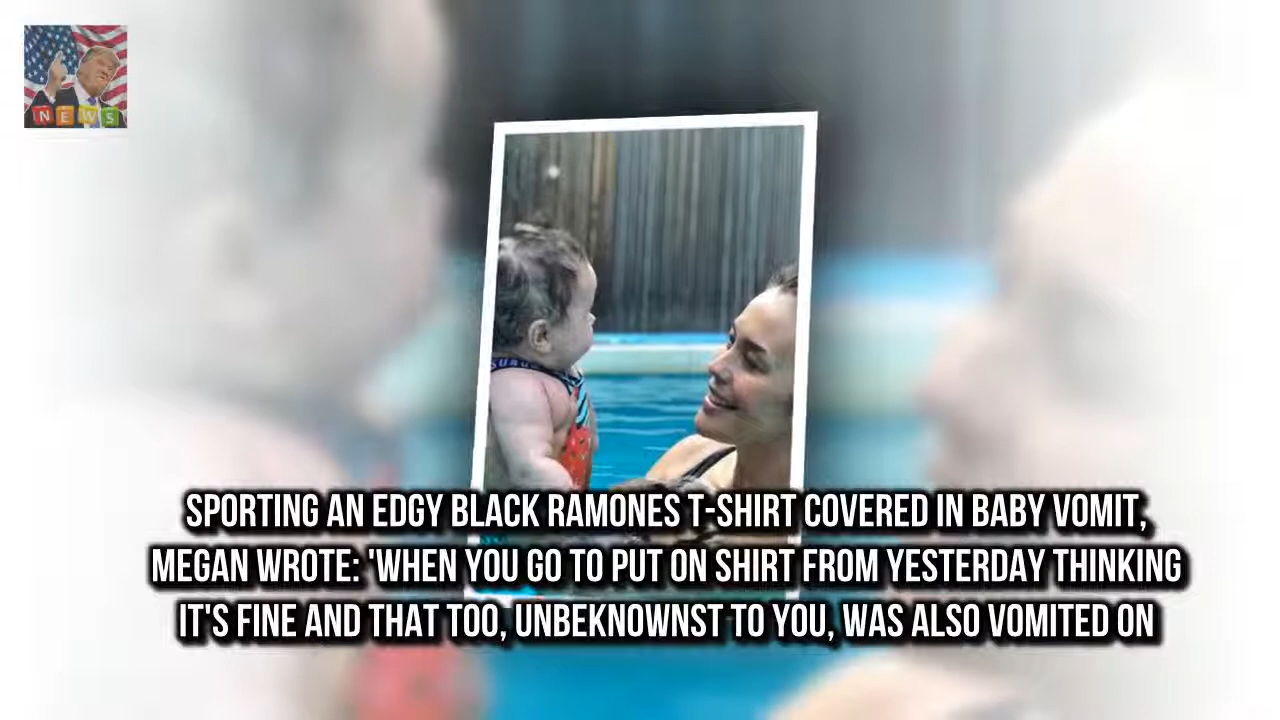 NEWS
SURU
SPORTING AN EDGY BLACK RAMONES T-SHIRT COVERED IN BABY VOMIT,
MEGAN WROTE: 'WHEN YOU GO TO PUT ON SHIRT FROM YESTERDAY THINKING
IT'S FINE AND THAT TOO, UNBEKNOWNST TO YOU, WAS ALSO VOMITED ON